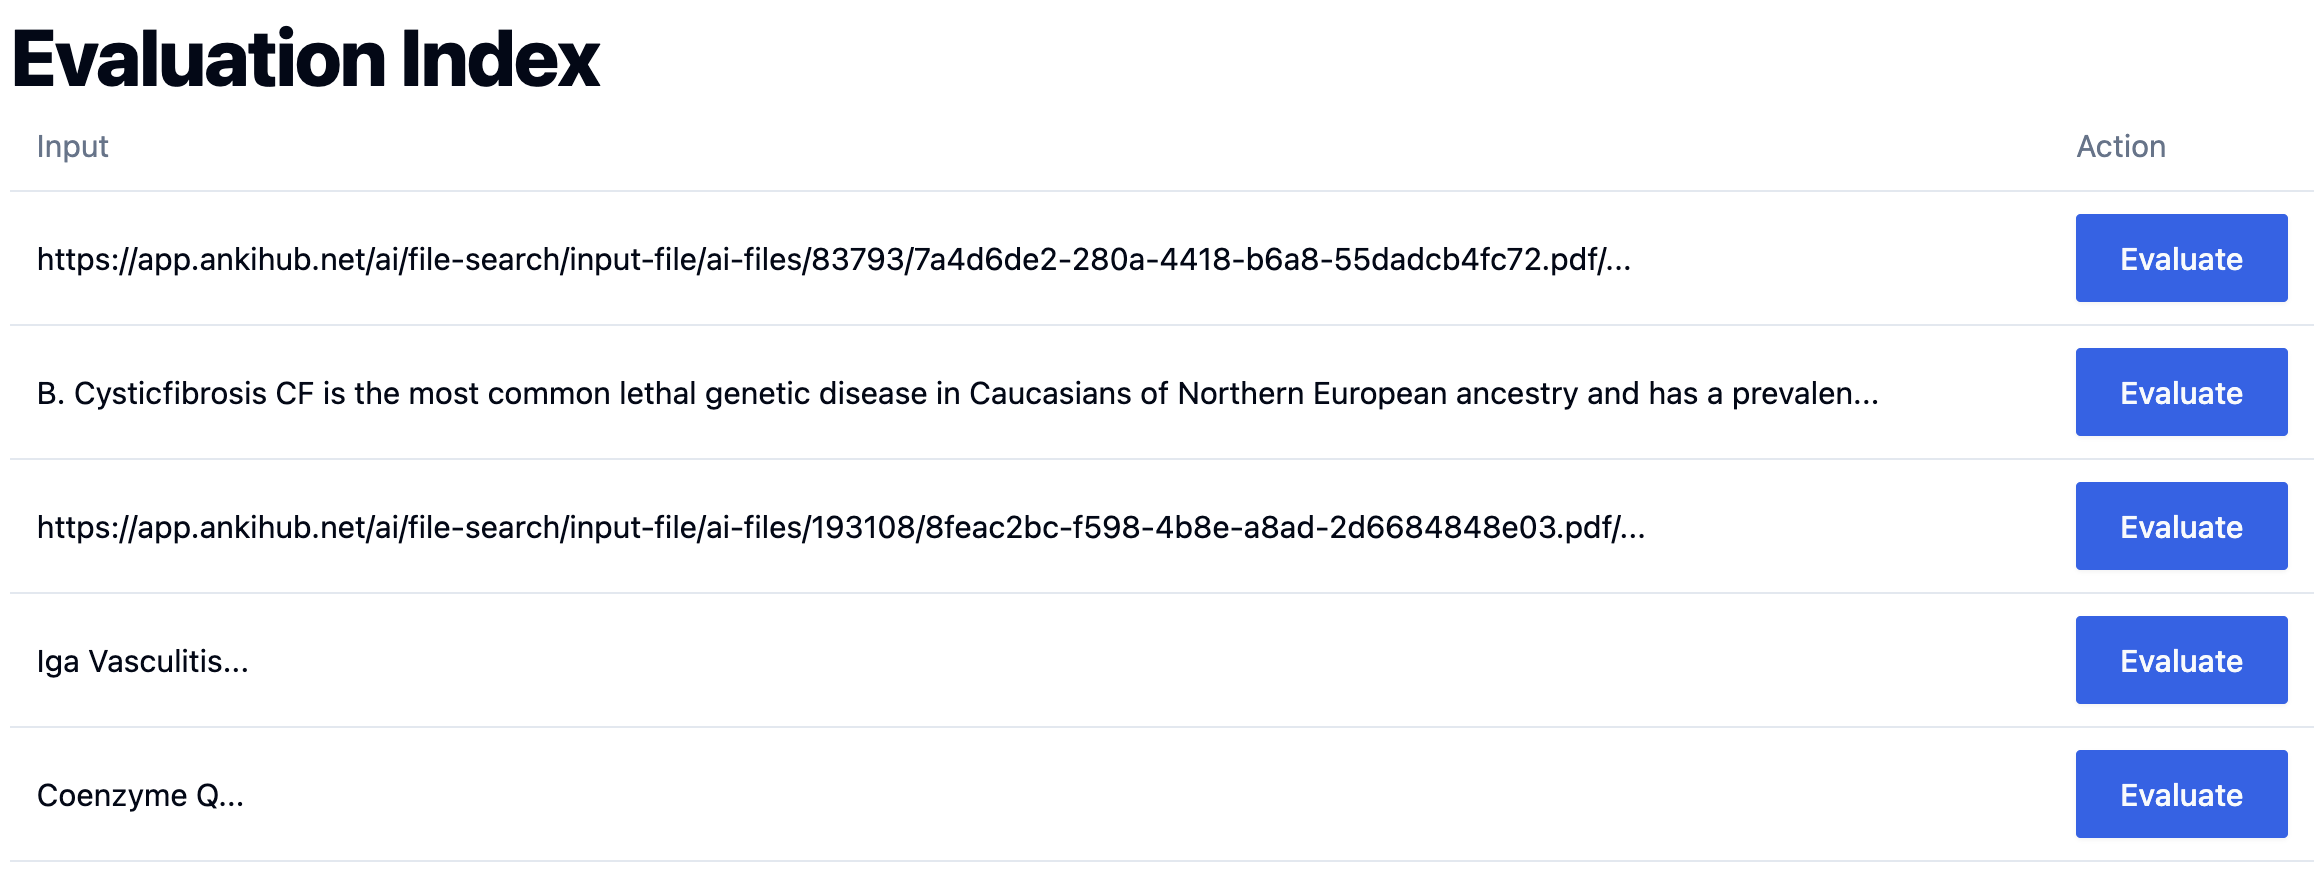 Evaluation Index
Input Action
https://app.ankihub.net/ai/file-search/input-file/ai-files/83793/7a4d6de2-280a-4418-b6a8-55dadcb4fc72.pdf/... Evaluate
B. Cysticfibrosis CF is the most common lethal genetic disease in Caucasians of Northern European ancestry and has a prevalen... Evaluate
https://app.ankihub.net/ai/file-search/input-file/ai-files/193108/8feac2bc-f598-4b8e-a8ad-2d6684848e03.pdf/... Evaluate
Iga Vasculitis... Evaluate
Coenzyme Q... Evaluate